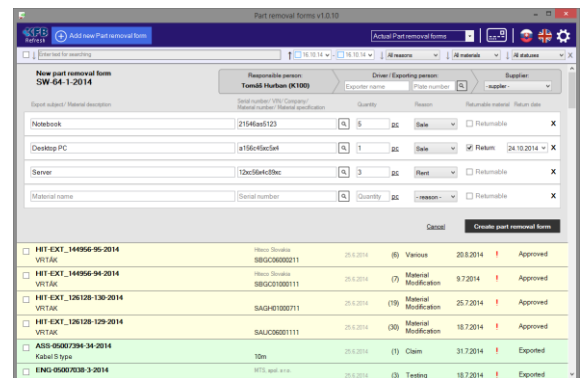 Part removal forms v1.0.10
KFB
Refresh
Add new Part removal form
Actual Part removal forms
Enter text for searching
16.10.14 - 16.10.14
All reasons
All materials
All statuses
X
New part removal form
SW-64-1-2014
Responsible person:
Tomáš Hurban (K100)
Driver / Exporting person:
Exporter name
Plate number
Supplier:
- supplier -
Export subject / Material description
Serial number / VIN / Company /
Material number / Material specification
Quantity
Reason
Returnable material
Return date
Notebook
21546as5123
5
pc
Sale
Returnable
X
Desktop PC
a156c45xc5x4
1
pc
Sale
Return:
24.10.2014
X
Server
12xc56x4c89xc
3
pc
Rent
Returnable
X
Material name
Serial number
Quantity
pc
- reason -
Returnable
X
Cancel
Create part removal form
HIT-EXT_144956-95-2014
VRTÁK
Hiteco Slovakia
SBGC06000211
25.6.2014
(6)
Various
20.8.2014
!
Approved
HIT-EXT_144956-94-2014
VRTAK
Hiteco Slovakia
SBGC01000111
25.6.2014
(7)
Material
Modification
9.7.2014
!
Approved
HIT-EXT_126128-130-2014
VRTAK
SAGH01000711
25.6.2014
(19)
Material
Modification
25.7.2014
!
Approved
HIT-EXT_126128-129-2014
VRTAK
SAUC06001111
25.6.2014
(30)
Material
Modification
18.7.2014
!
Approved
ASS-05007394-34-2014
Kabel S type
10m
25.6.2014
(1)
Claim
31.7.2014
!
Exported
ENG-05007038-3-2014
MTS, spol. s r.o.
25.6.2014
(3)
Testing
18.7.2014
!
Exported